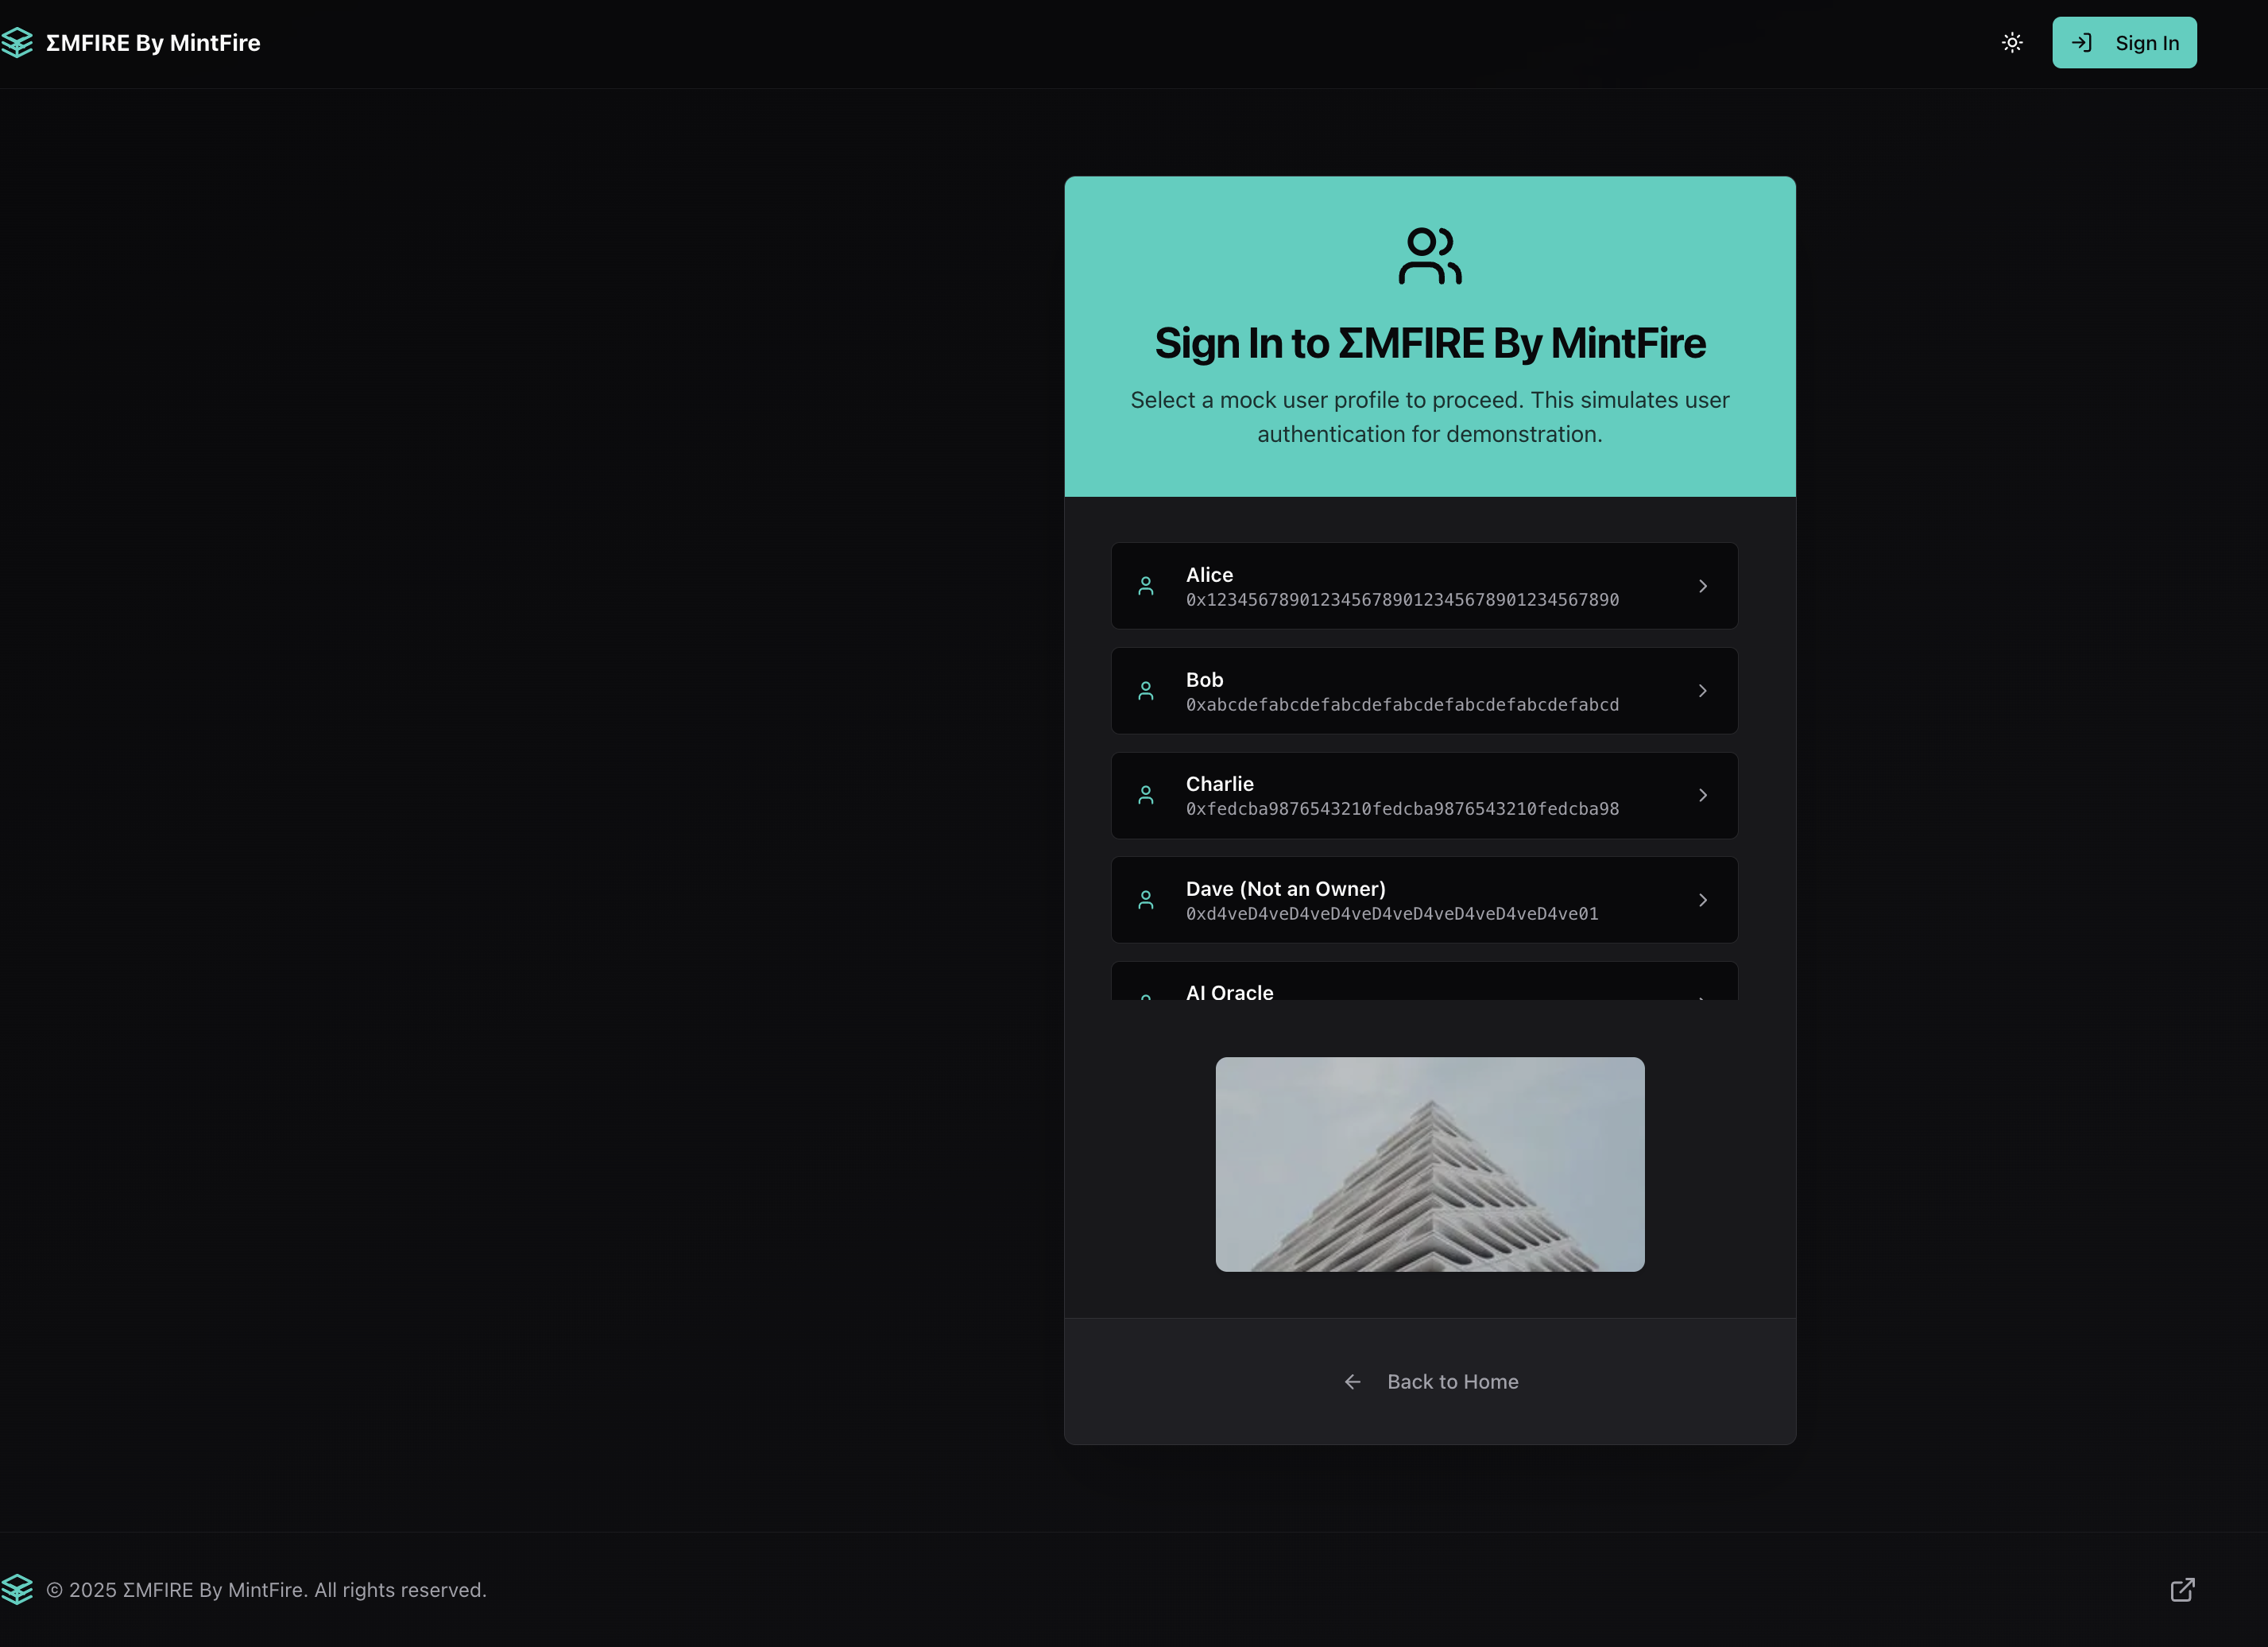 ΣMFIRE By MintFire
Sign In
Sign In to ΣMFIRE By MintFire
Select a mock user profile to proceed. This simulates user
authentication for demonstration.
Alice
0x1234567890123456789012345678901234567890
Bob
0xabcdefabcdefabcdefabcdefabcdefabcdefabcd
Charlie
0xfedcba9876543210fedcba9876543210fedcba98
Dave (Not an Owner)
0xd4veD4veD4veD4veD4veD4veD4veD4veD4ve01
AI Oracle
Back to Home
© 2025 ΣMFIRE By MintFire. All rights reserved.